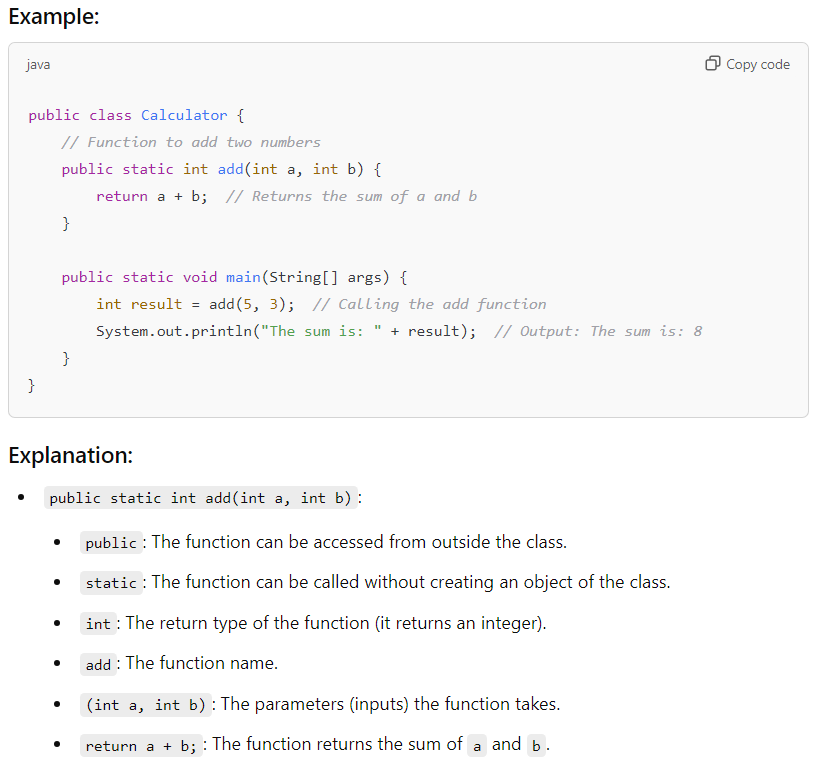 Example:
java
Copy code
public class Calculator {
    // Function to add two numbers
    public static int add(int a, int b) {
        return a + b;  // Returns the sum of a and b
    }

    public static void main(String[] args) {
        int result = add(5, 3);  // Calling the add function
        System.out.println("The sum is: " + result);  // Output: The sum is: 8
    }
}
Explanation:
• public static int add(int a, int b):
• public: The function can be accessed from outside the class.
• static: The function can be called without creating an object of the class.
• int: The return type of the function (it returns an integer).
• add: The function name.
• (int a, int b): The parameters (inputs) the function takes.
• return a + b;: The function returns the sum of a and b.